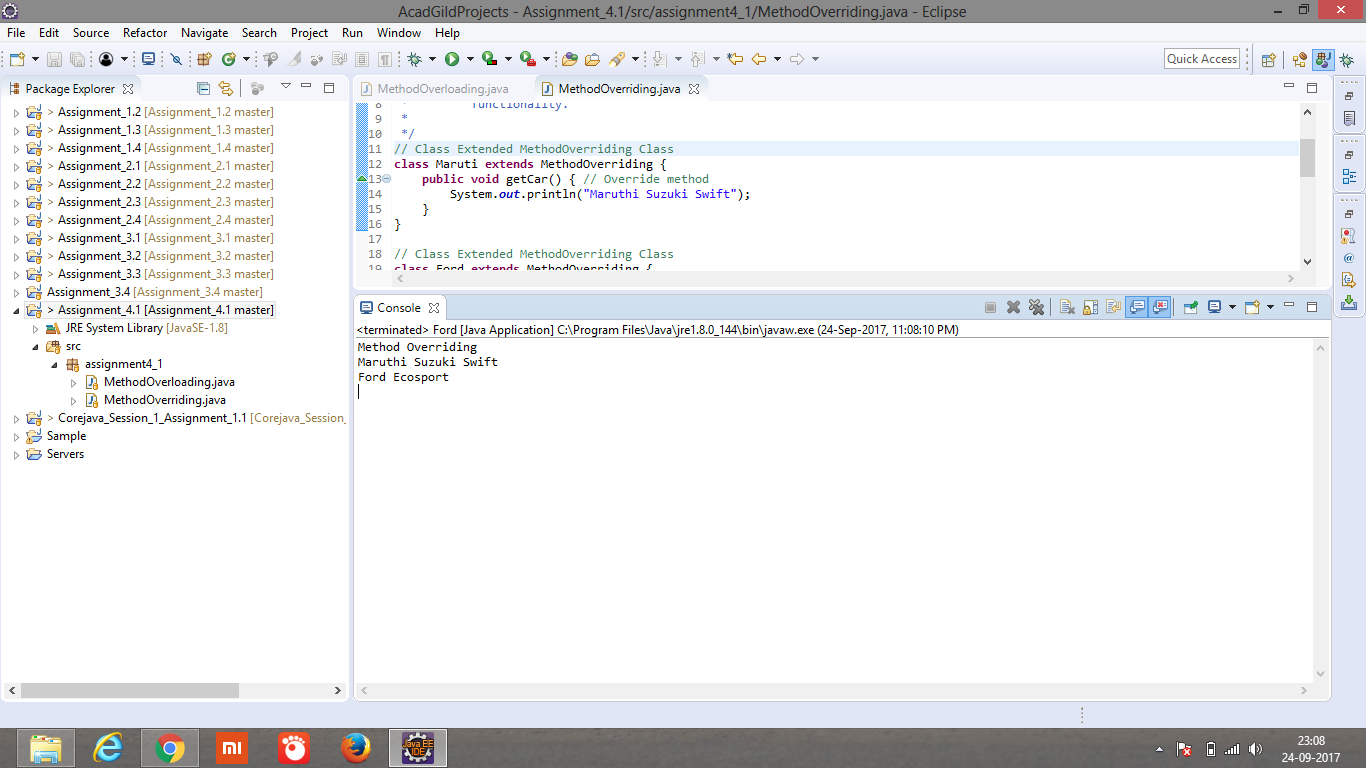 AcadGildProjects - Assignment_4.1/src/assignment4_1/MethodOverriding.java - Eclipse
File Edit Source Refactor Navigate Search Project Run Window Help
Quick Access
Package Explorer
> Assignment_1.2 [Assignment_1.2 master]
> Assignment_1.3 [Assignment_1.3 master]
> Assignment_1.4 [Assignment_1.4 master]
> Assignment_2.1 [Assignment_2.1 master]
> Assignment_2.2 [Assignment_2.2 master]
> Assignment_2.3 [Assignment_2.3 master]
> Assignment_2.4 [Assignment_2.4 master]
> Assignment_3.1 [Assignment_3.1 master]
> Assignment_3.2 [Assignment_3.2 master]
> Assignment_3.3 [Assignment_3.3 master]
Assignment_3.4 [Assignment_3.4 master]
> Assignment_4.1 [Assignment_4.1 master]
JRE System Library [JavaSE-1.8]
src
assignment4_1
MethodOverloading.java
MethodOverriding.java
> Corejava_Session_1_Assignment_1.1 [Corejava_Session_
Sample
Servers
MethodOverloading.java MethodOverriding.java
8 * functionality.
9 *
10 */
11 // Class Extended MethodOverriding Class
12 class Maruti extends MethodOverriding {
13 public void getCar() { // Override method
14 System.out.println("Maruthi Suzuki Swift");
15 }
16 }
17
18 // Class Extended MethodOverriding Class
19 class Ford extends MethodOverriding {
Console
<terminated> Ford [Java Application] C:\Program Files\Java\jre1.8.0_144\bin\javaw.exe (24-Sep-2017, 11:08:10 PM)
Method Overriding
Maruthi Suzuki Swift
Ford Ecosport
mi
Java EE
IDE
23:08
24-09-2017